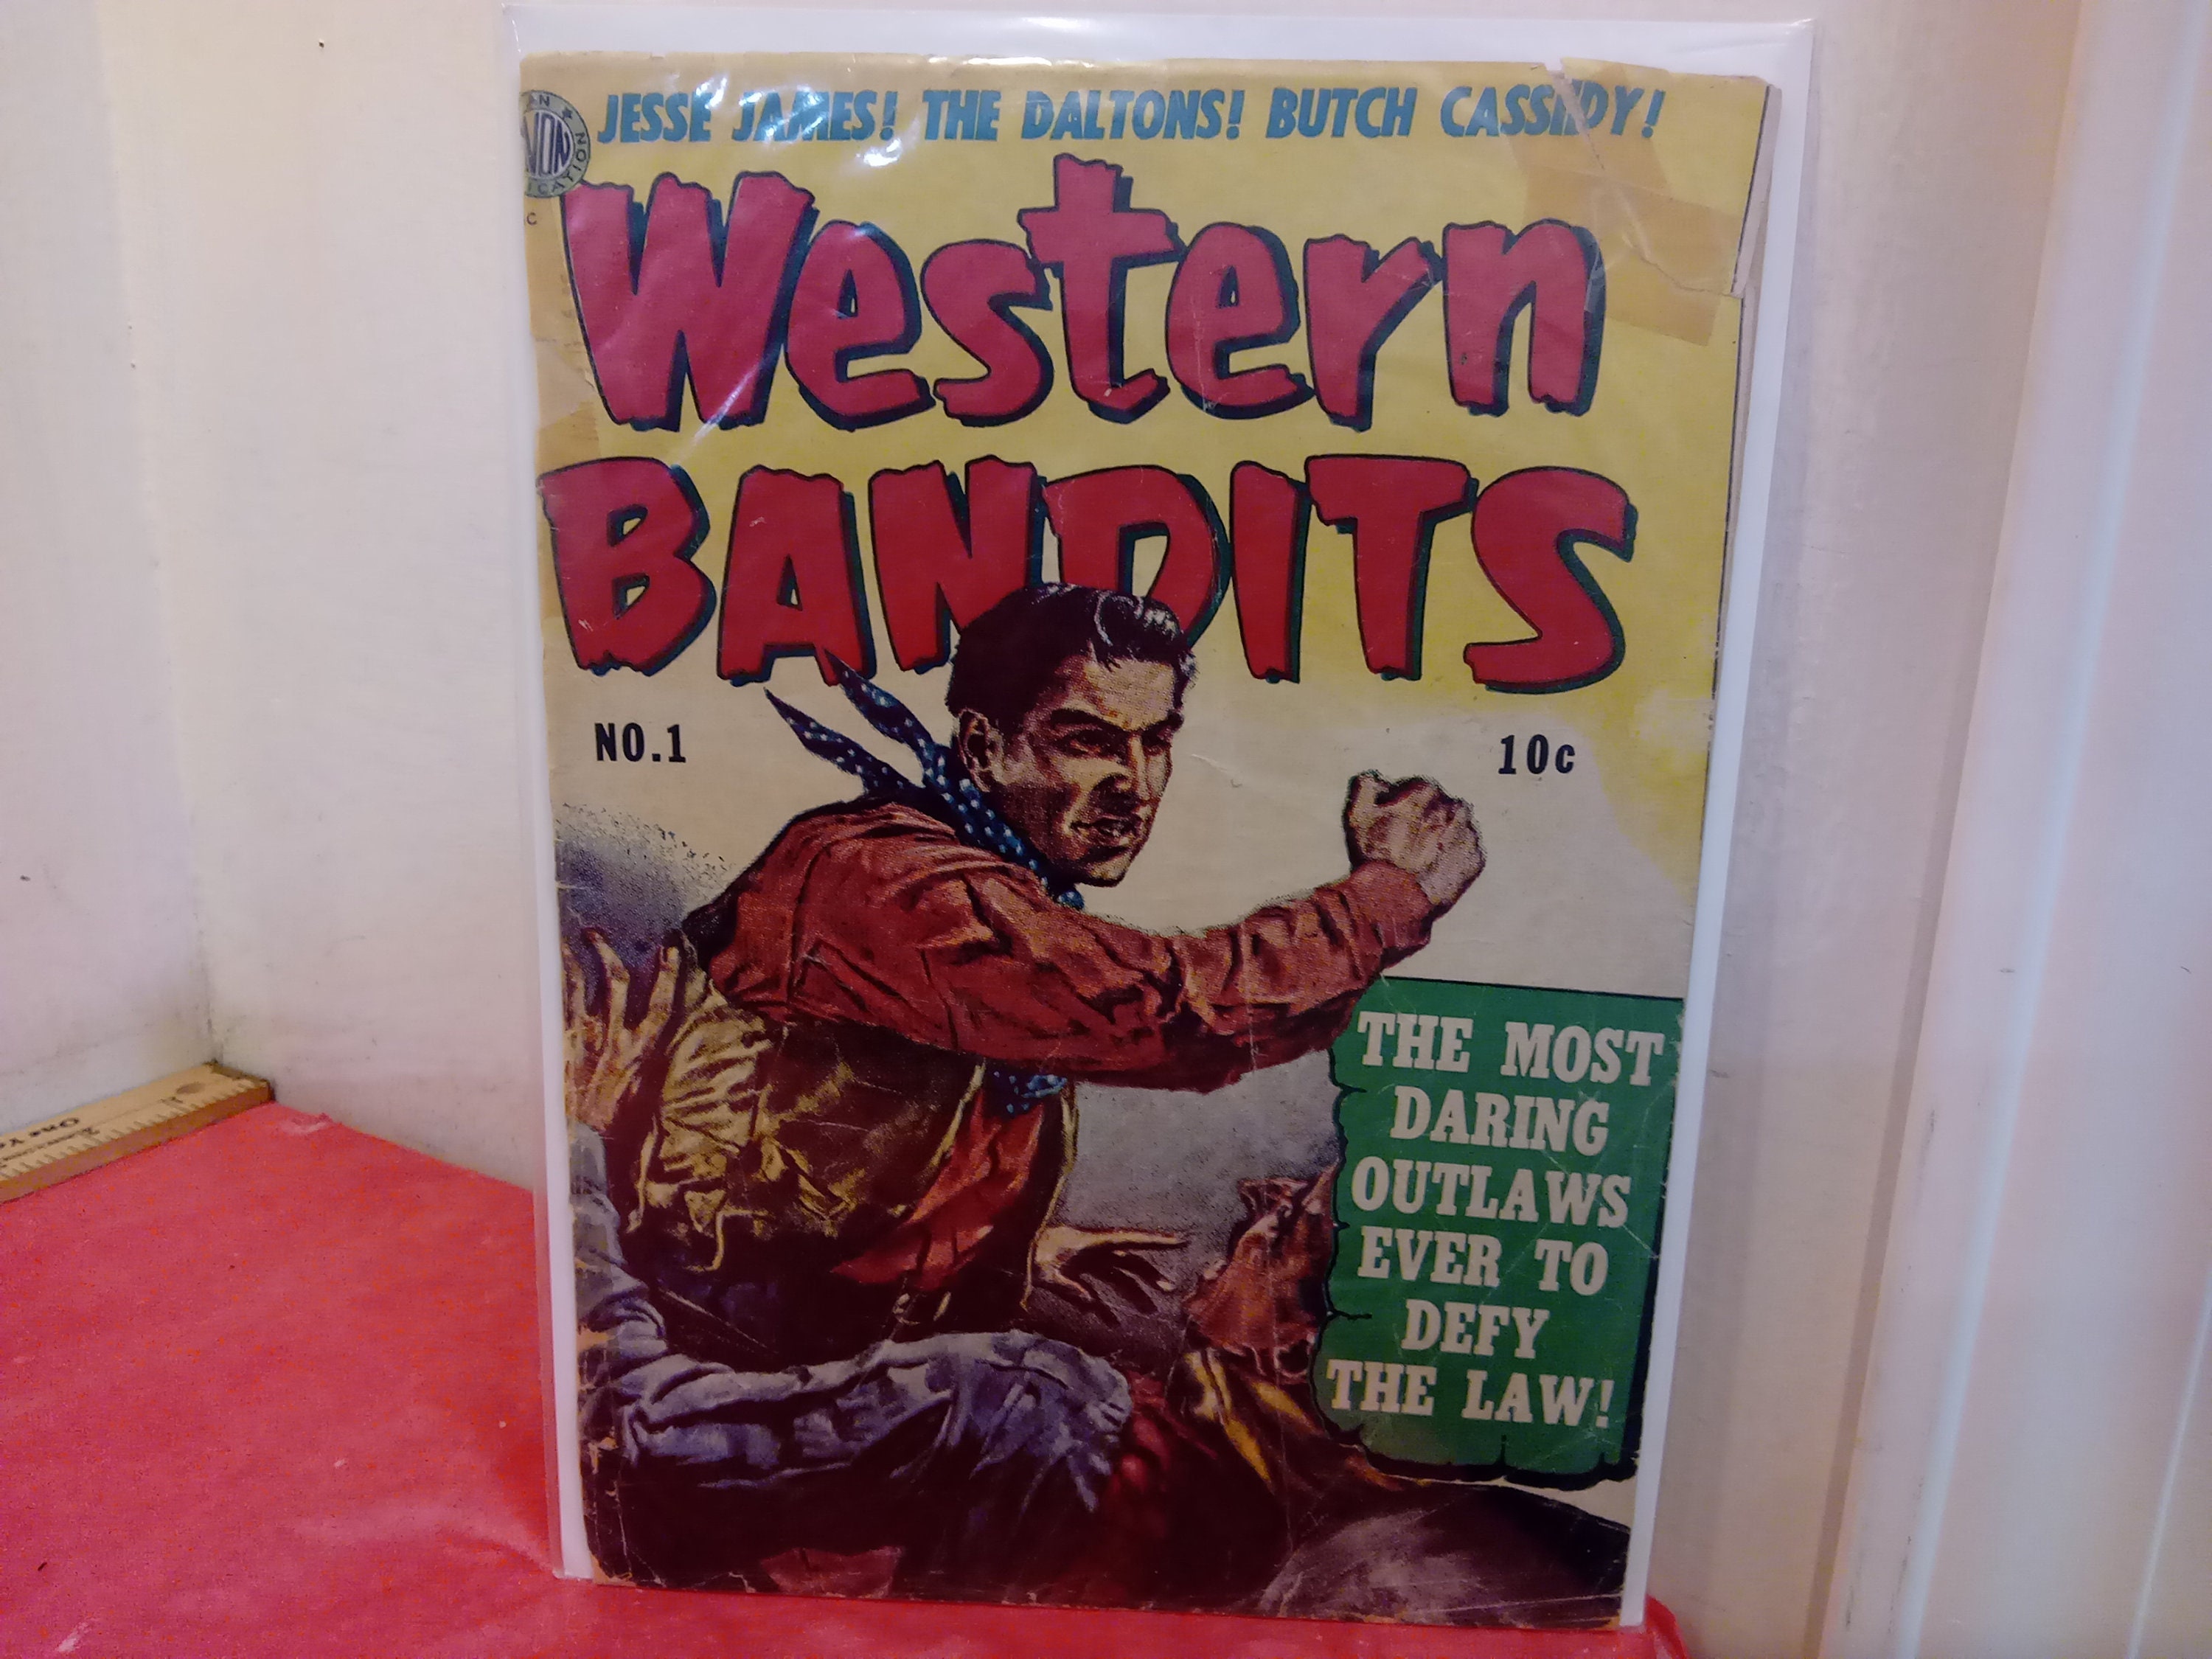 JESSE JAMES! THE DALTONS! BUTCH CASSIDY!
Western
BANDITS
NO.1
10c
THE MOST
DARING
OUTLAWS
EVER TO
DEFY
THE LAW!